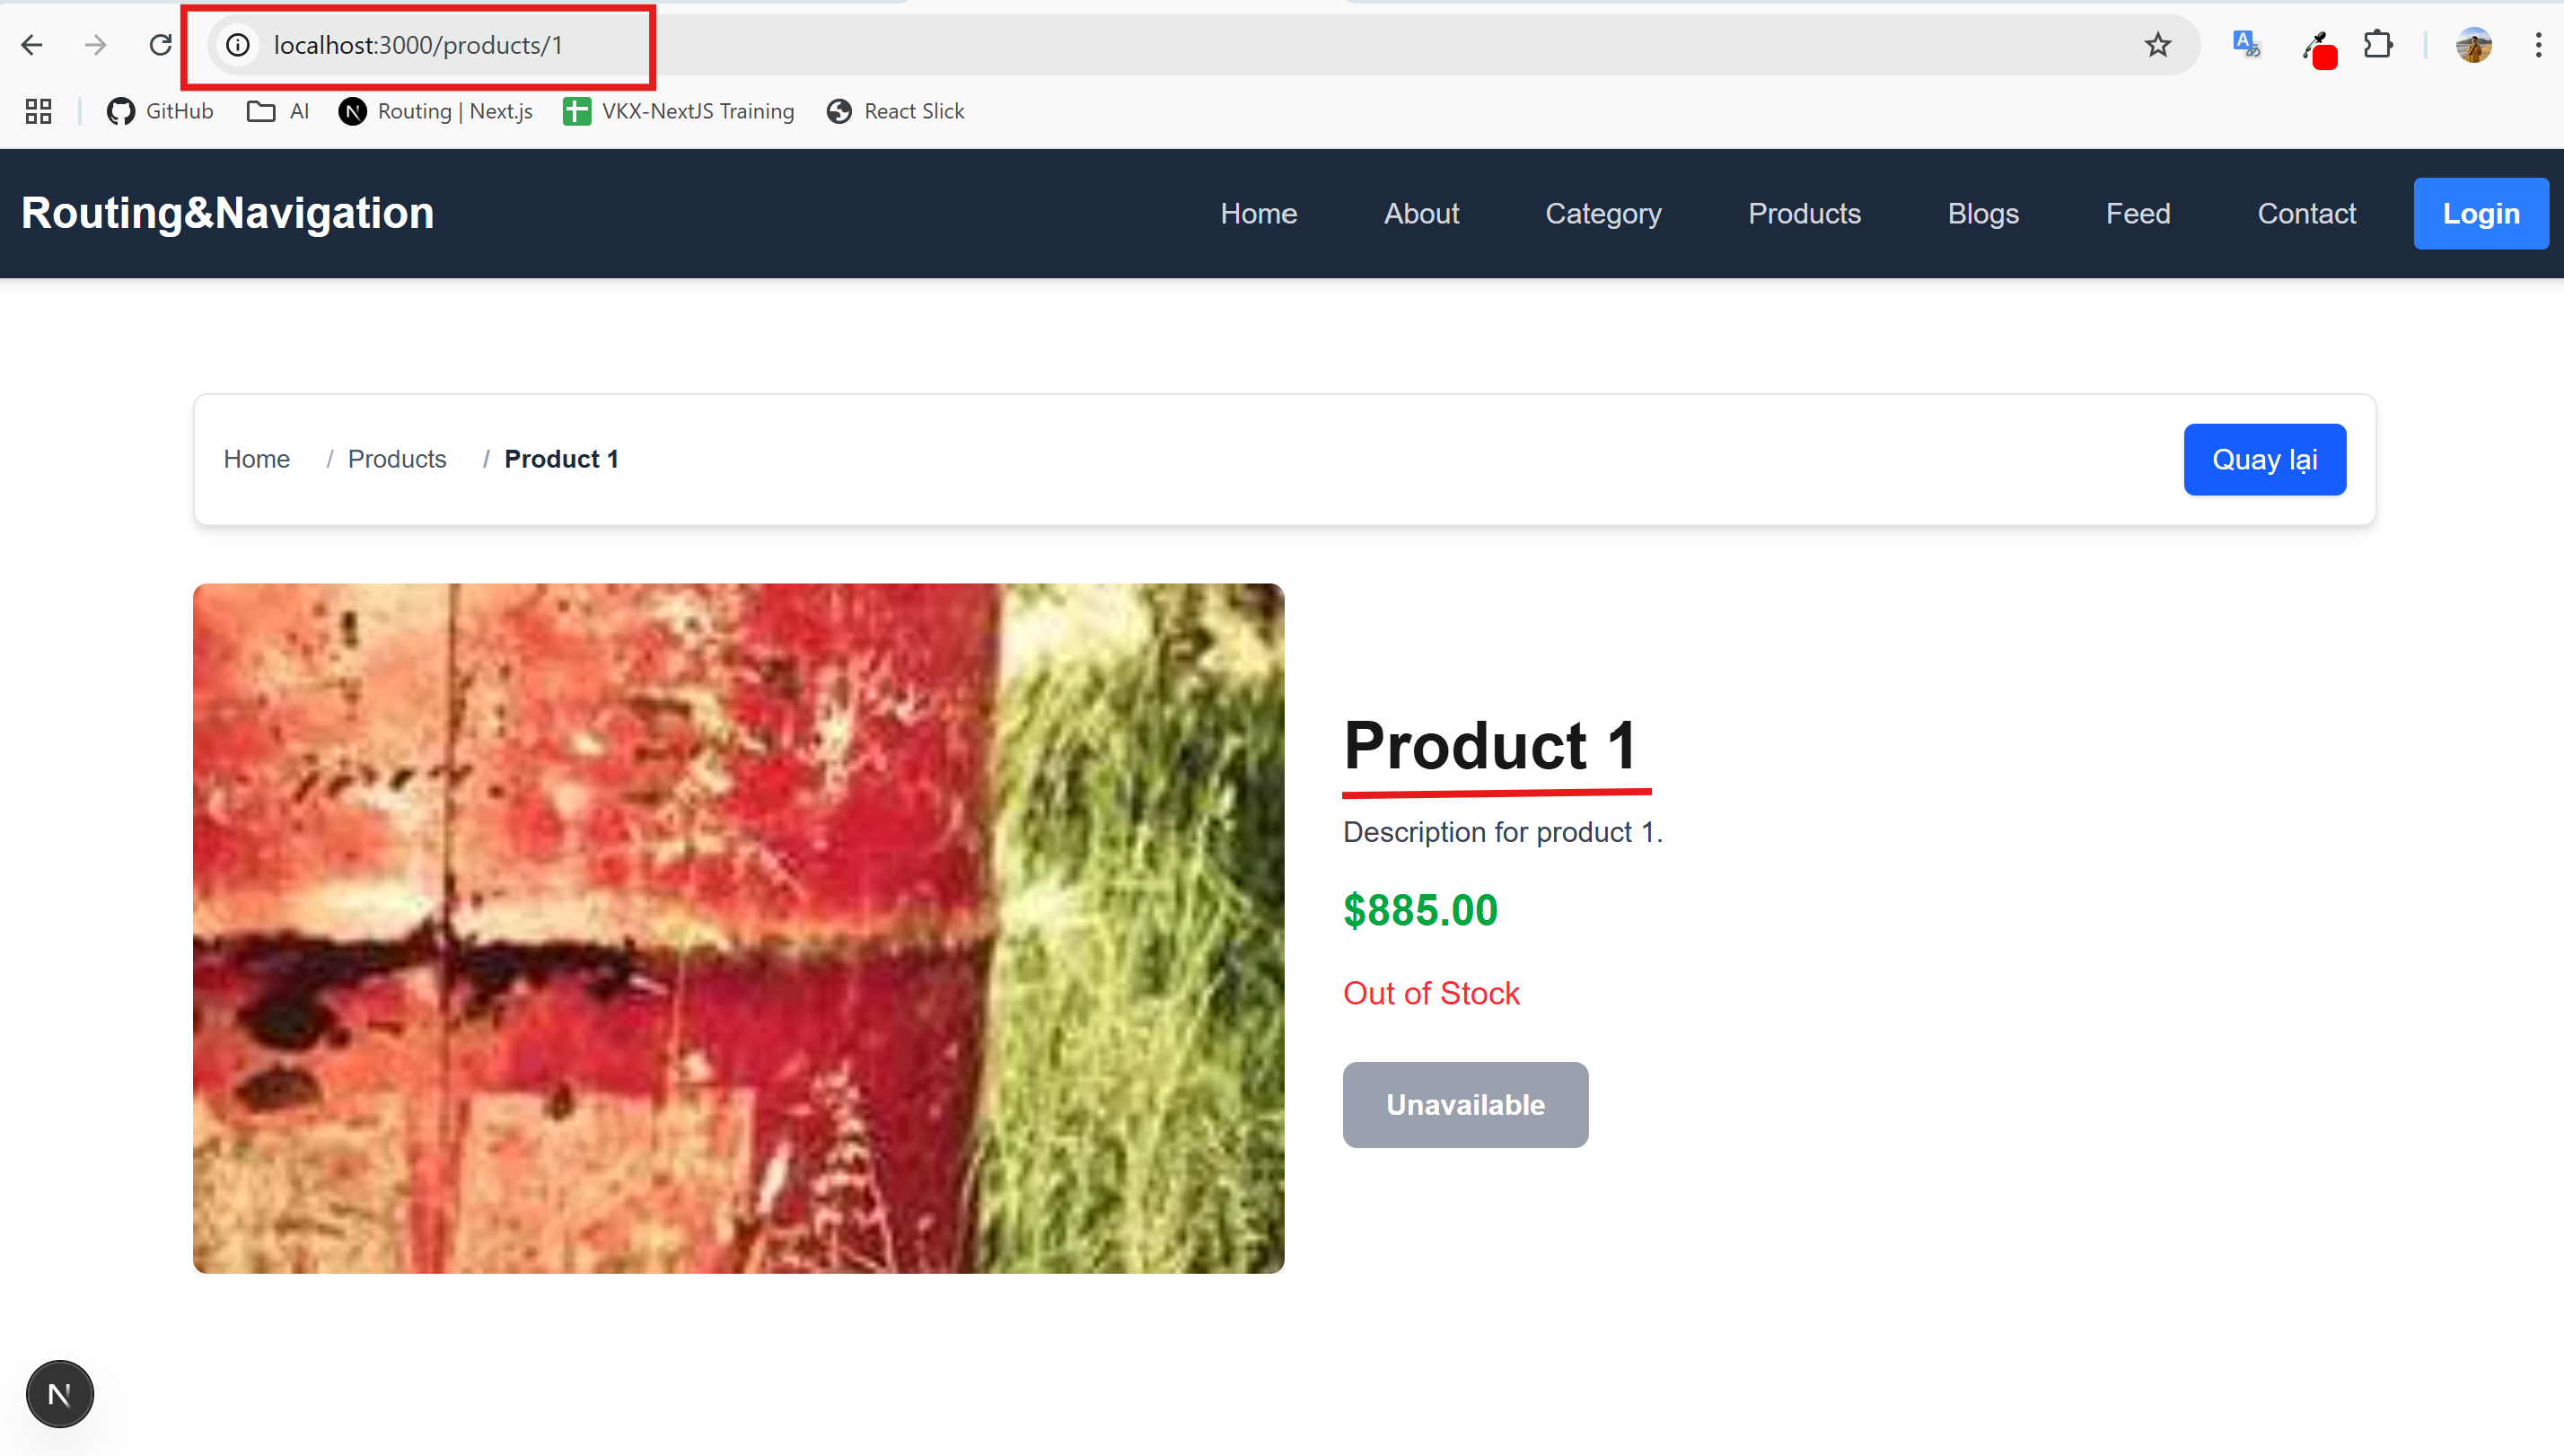 localhost:3000/products/1
GitHub AI Routing | Next.js VKX-NextJS Training React Slick
Routing&Navigation Home About Category Products Blogs Feed Contact Login
Home / Products / Product 1 Quay lại
Product 1
Description for product 1.
$885.00
Out of Stock
Unavailable
N